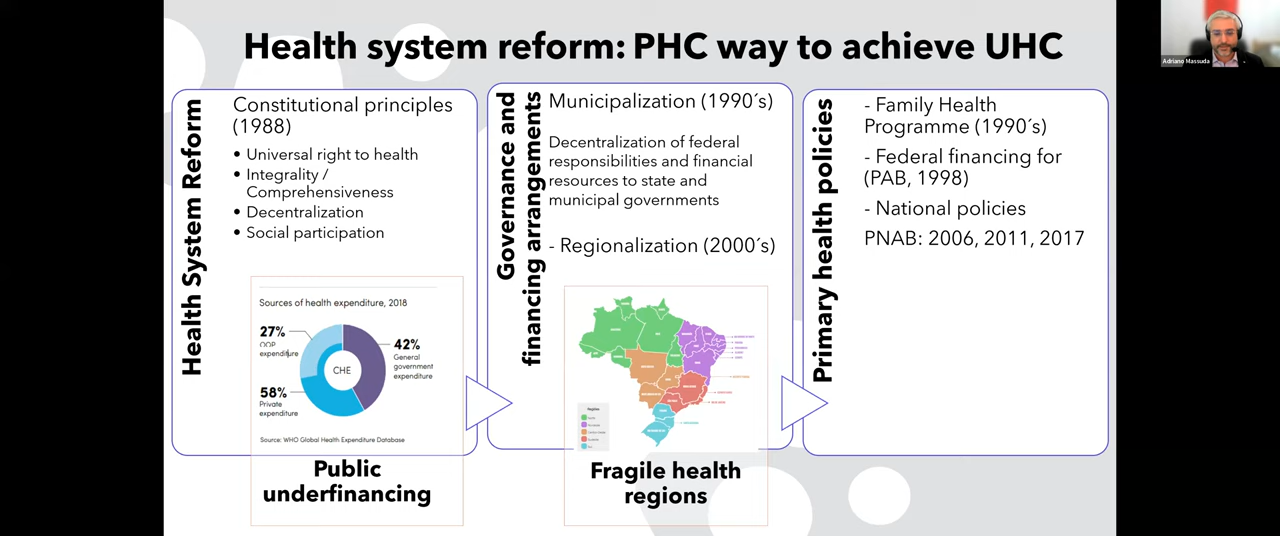 Health system reform: PHC way to achieve UHC
Adriano Massuda
Health System Reform
Constitutional principles
(1988)
• Universal right to health
• Integrality /
Comprehensiveness
• Decentralization
• Social participation
Sources of health expenditure, 2018
27%
OOP
expenditure
58%
Private
expenditure
CHE
42%
General
government
expenditure
Source: WHO Global Health Expenditure Database
Public
underfinancing
Governance and
financing arrangements
Municipalization (1990´s)
Decentralization of federal
responsibilities and financial
resources to state and
municipal governments
- Regionalization (2000´s)
Fragile health
regions
Primary health policies
- Family Health
Programme (1990´s)
- Federal financing for
(PAB, 1998)
- National policies
PNAB: 2006, 2011, 2017